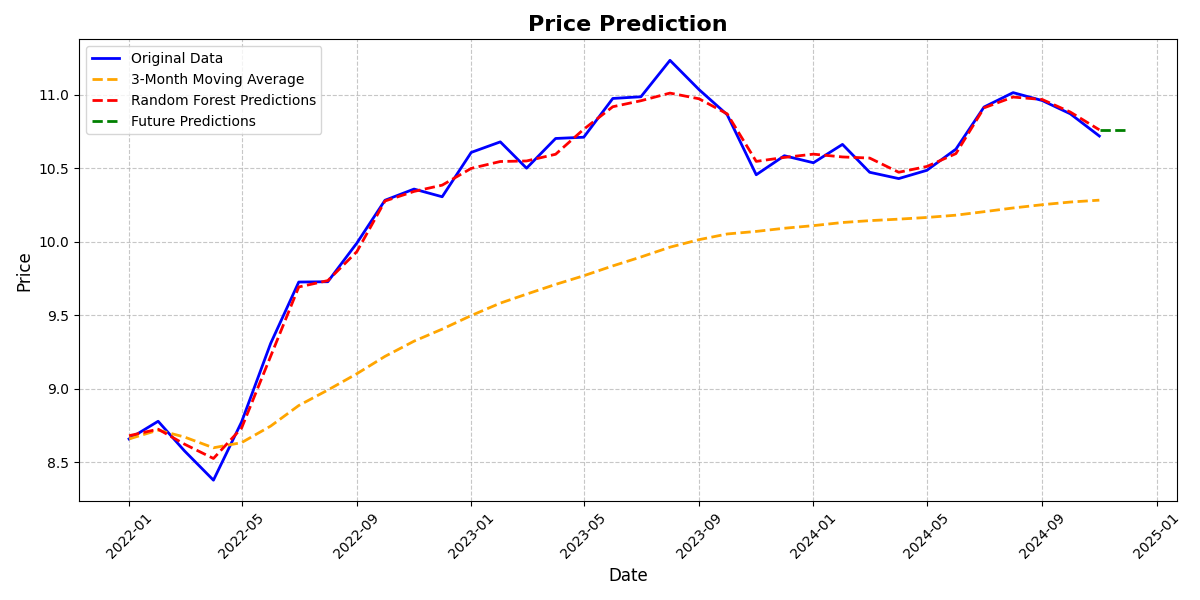 Price Prediction
Original Data
3-Month Moving Average
Random Forest Predictions
Future Predictions
Price
11.0
10.5
10.0
9.5
9.0
8.5
2022-01
2022-05
2022-09
2023-01
2023-05
2023-09
2024-01
2024-05
2024-09
2025-01
Date